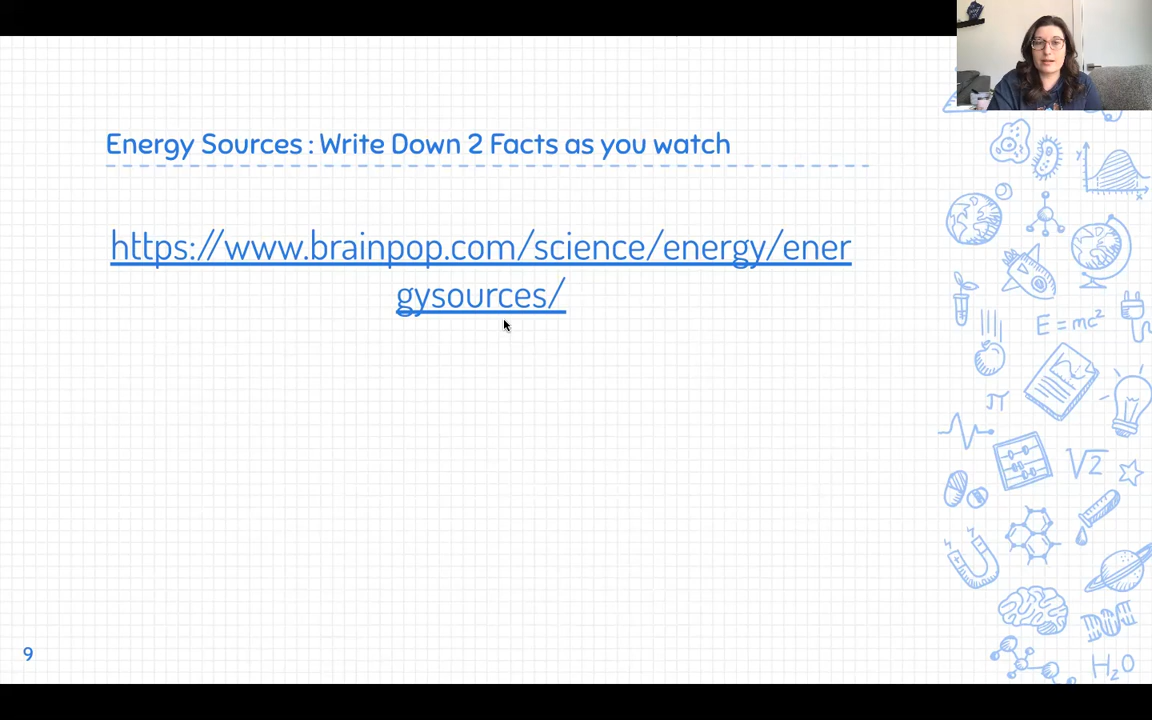 Energy Sources : Write Down 2 Facts as you watch
https://www.brainpop.com/science/energy/ener
gysources/
y
x
E = mc²
π
√2
H₂O
9